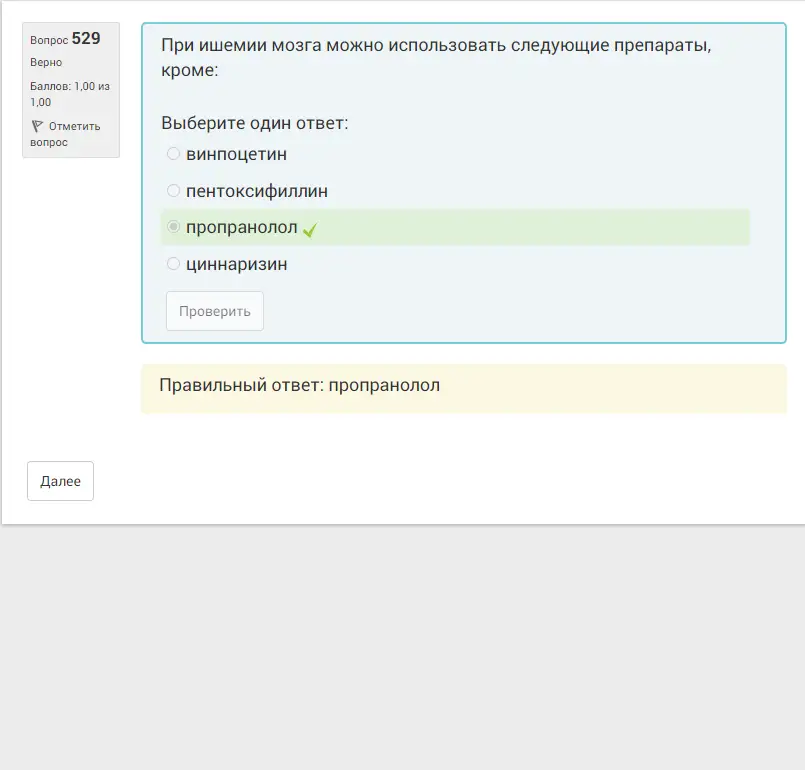 Вопрос 529
Верно
Баллов: 1,00 из
1,00
Отметить
вопрос
При ишемии мозга можно использовать следующие препараты,
кроме:
Выберите один ответ:
винпоцетин
пентоксифиллин
пропранолол
циннаризин
Проверить
Правильный ответ: пропранолол
Далее